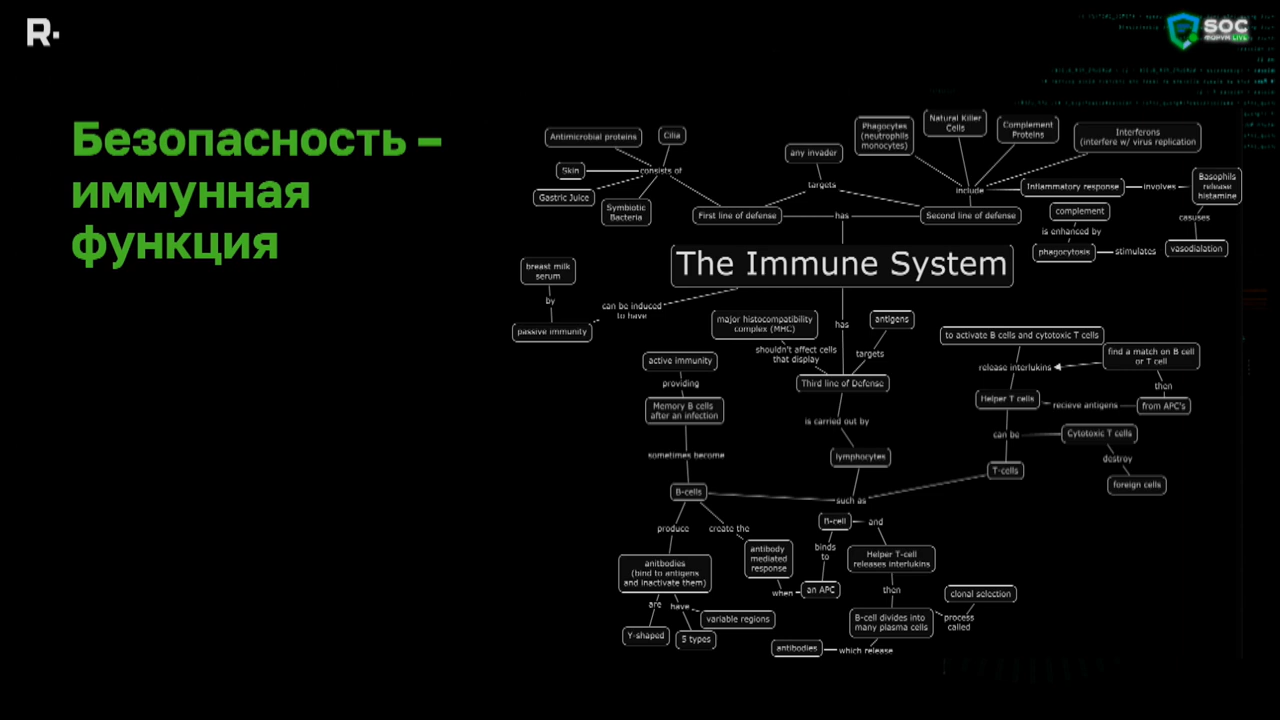 R.
SOC
ФОРУМ LIVE
Безопасность –
иммунная
функция
Antimicrobial proteins
Cilia
Skin
consists of
Gastric Juice
Symbiotic
Bacteria
any invader
targets
First line of defense
has
Second line of defense
Phagocytes
(neutrophils
monocytes)
Natural Killer
Cells
Complement
Proteins
Interferons
(interfere w/ virus replication
include
Inflammatory response
involves
Basophils
release
histamine
casuses
vasodialation
complement
is enhanced by
phagocytosis
stimulates
The Immune System
breast milk
serum
by
passive immunity
can be induced
to have
has
major histocompatibility
complex (MHC)
shouldn't affect cells
that display
antigens
targets
Third line of Defense
is carried out by
lymphocytes
such as
active immunity
providing
Memory B cells
after an infection
sometimes become
B-cells
to activate B cells and cytotoxic T cells
release interlukins
find a match on B cell
or T cell
then
from APC's
recieve antigens
Helper T cells
can be
Cytotoxic T cells
destroy
foreign cells
T-cells
produce
create the
anitbodies
(bind to antigens
and inactivate them)
are
have
Y-shaped
5 types
variable regions
antibody
mediated
response
when
an APC
binds
to
B-cell
and
Helper T-cell
releases interlukins
then
B-cell divides into
many plasma cells
process
called
clonal selection
which release
antibodies